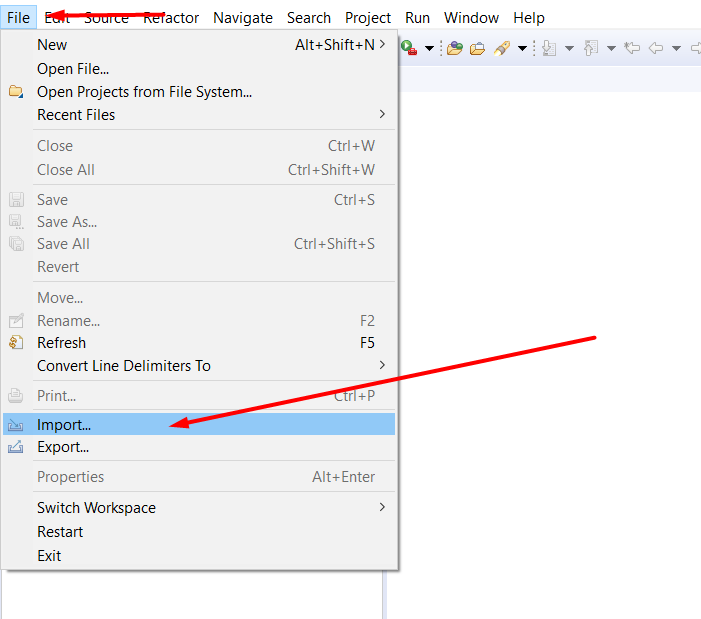 File Edit Source Refactor Navigate Search Project Run Window Help
New Alt+Shift+N
Open File...
Open Projects from File System...
Recent Files
Close Ctrl+W
Close All Ctrl+Shift+W
Save Ctrl+S
Save As...
Save All Ctrl+Shift+S
Revert
Move...
Rename... F2
Refresh F5
Convert Line Delimiters To
Print... Ctrl+P
Import...
Export...
Properties Alt+Enter
Switch Workspace
Restart
Exit